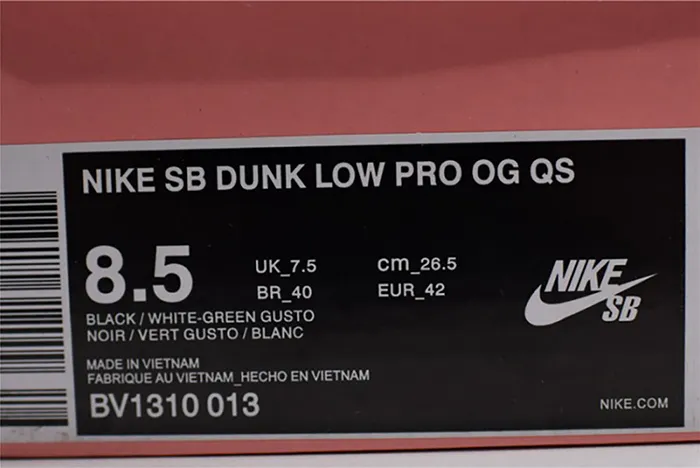 NIKE SB DUNK LOW PRO OG QS
8.5 UK_7.5 cm_26.5
BR_40 EUR_42
NIKE
SB
BLACK / WHITE-GREEN GUSTO
NOIR / VERT GUSTO / BLANC
MADE IN VIETNAM
FABRIQUE AU VIETNAM_HECHO EN VIETNAM
BV1310 013
NIKE.COM